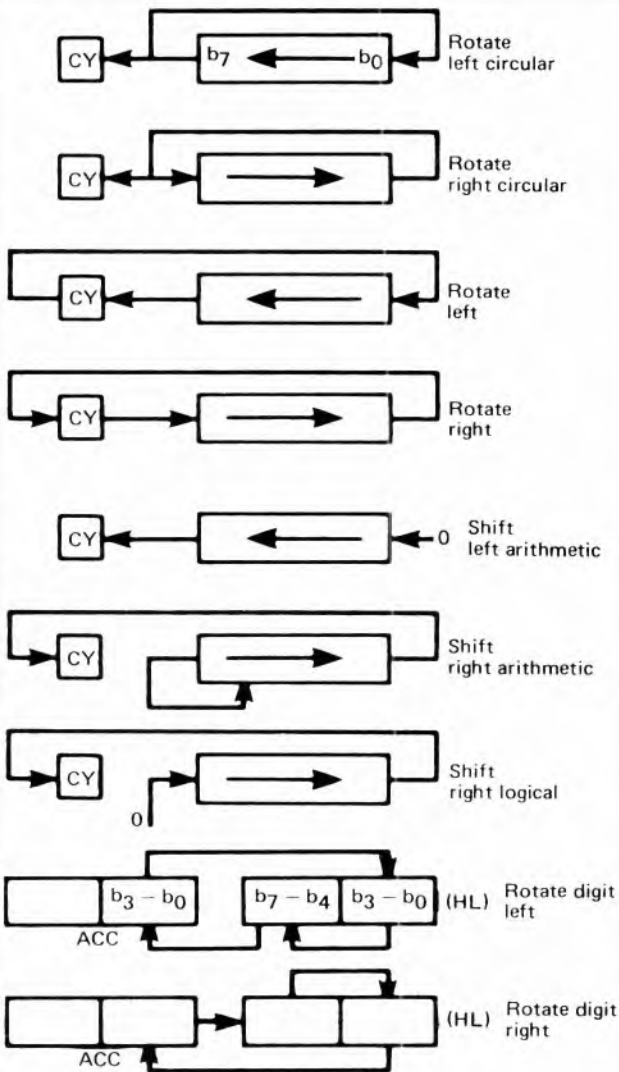 CY b7 b0 Rotate
left circular
CY Rotate
right circular
CY Rotate
left
CY Rotate
right
CY 0 Shift
left arithmetic
CY Shift
right arithmetic
CY Shift
right logical
0
b3 – b0 b7 – b4 b3 – b0 (HL) Rotate digit
left
ACC
(HL) Rotate digit
right
ACC